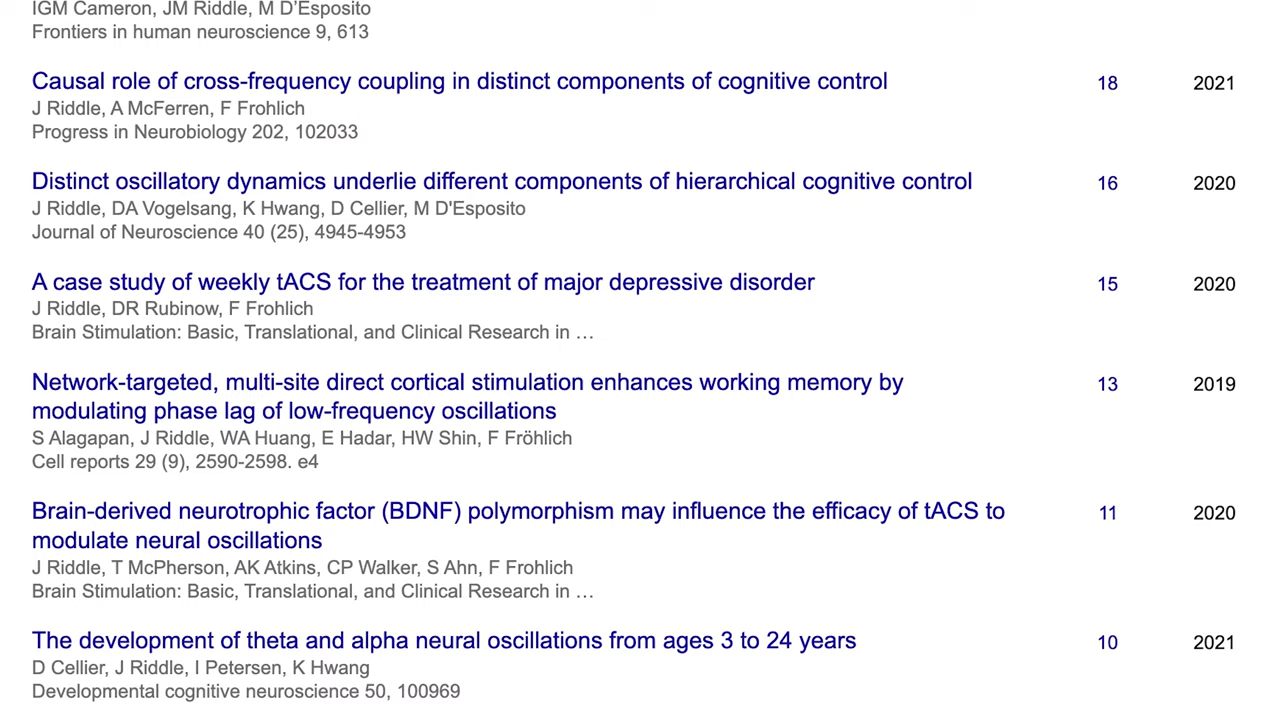 IGM Cameron, JM Riddle, M D’Esposito
Frontiers in human neuroscience 9, 613
Causal role of cross-frequency coupling in distinct components of cognitive control 18 2021
J Riddle, A McFerren, F Frohlich
Progress in Neurobiology 202, 102033
Distinct oscillatory dynamics underlie different components of hierarchical cognitive control 16 2020
J Riddle, DA Vogelsang, K Hwang, D Cellier, M D'Esposito
Journal of Neuroscience 40 (25), 4945-4953
A case study of weekly tACS for the treatment of major depressive disorder 15 2020
J Riddle, DR Rubinow, F Frohlich
Brain Stimulation: Basic, Translational, and Clinical Research in …
Network-targeted, multi-site direct cortical stimulation enhances working memory by 13 2019
modulating phase lag of low-frequency oscillations
S Alagapan, J Riddle, WA Huang, E Hadar, HW Shin, F Fröhlich
Cell reports 29 (9), 2590-2598. e4
Brain-derived neurotrophic factor (BDNF) polymorphism may influence the efficacy of tACS to 11 2020
modulate neural oscillations
J Riddle, T McPherson, AK Atkins, CP Walker, S Ahn, F Frohlich
Brain Stimulation: Basic, Translational, and Clinical Research in …
The development of theta and alpha neural oscillations from ages 3 to 24 years 10 2021
D Cellier, J Riddle, I Petersen, K Hwang
Developmental cognitive neuroscience 50, 100969